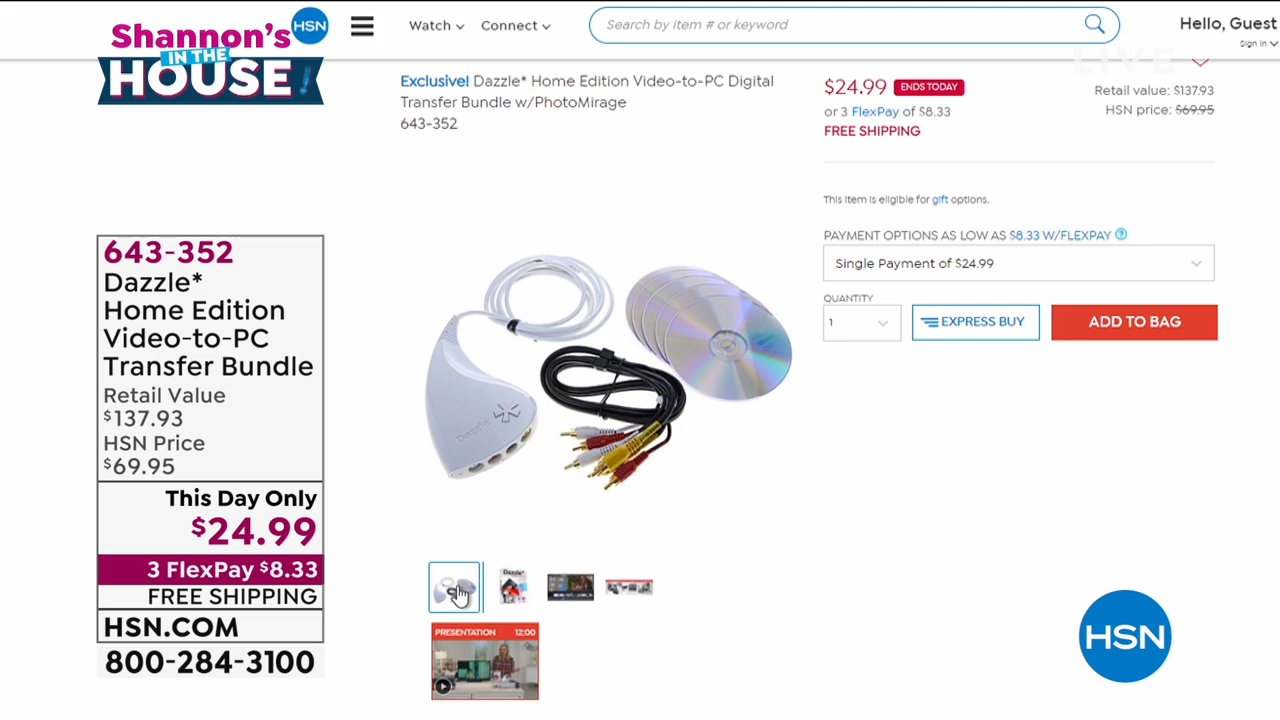 Shannon's
IN THE
HOUSE!
HSN
Watch
Connect
Search by item # or keyword
Hello, Guest
Sign In
LIVE
Exclusive! Dazzle* Home Edition Video-to-PC Digital
Transfer Bundle w/PhotoMirage
643-352
$24.99 ENDS TODAY
or 3 FlexPay of $8.33
FREE SHIPPING
Retail value: $137.93
HSN price: $69.95
This item is eligible for gift options.
PAYMENT OPTIONS AS LOW AS $8.33 W/FLEXPAY ?
Single Payment of $24.99
QUANTITY
1
EXPRESS BUY
ADD TO BAG
643-352
Dazzle*
Home Edition
Video-to-PC
Transfer Bundle
Retail Value
$137.93
HSN Price
$69.95
This Day Only
$24.99
3 FlexPay $8.33
FREE SHIPPING
HSN.COM
800-284-3100
Dazzle
Dazzle*
PRESENTATION 12:00
HSN